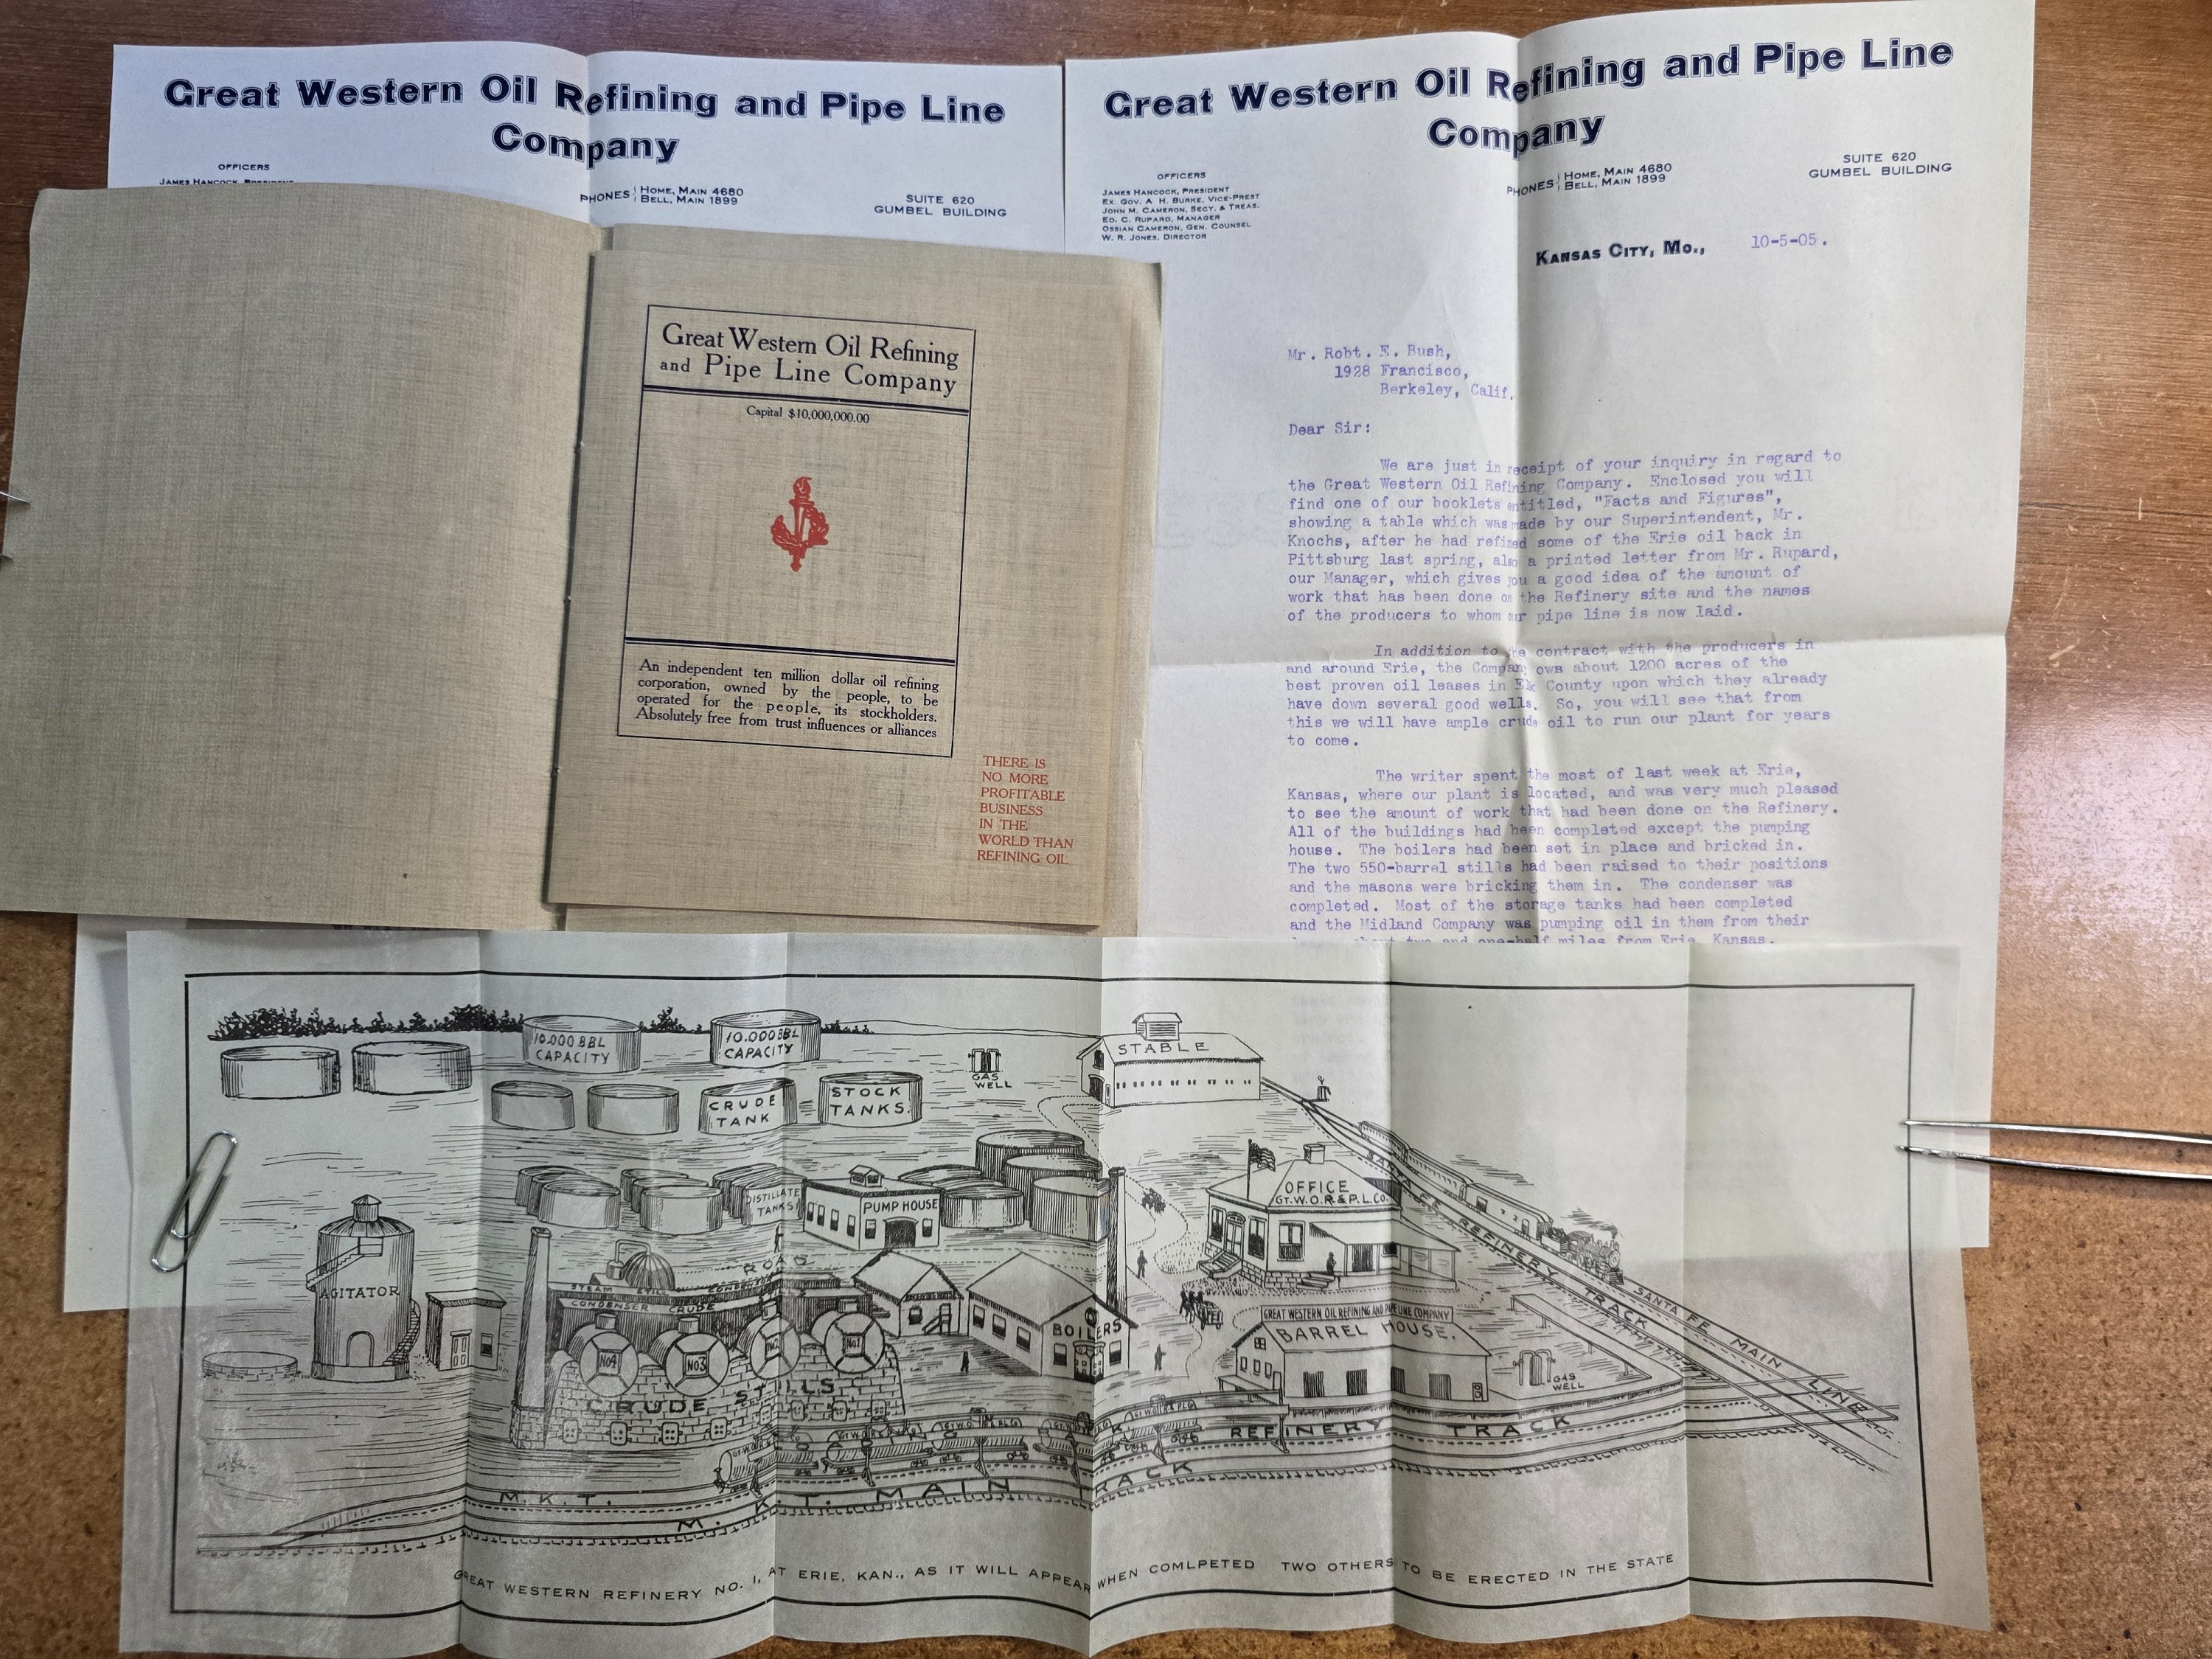 Great Western Oil Refining and Pipe Line
Company
OFFICERS
JAMES HANCOCK, PRESIDENT
PHONES HOME, MAIN 4680
BELL, MAIN 1899
SUITE 620
GUMBEL BUILDING
Great Western Oil Refining and Pipe Line
Company
OFFICERS
JAMES HANCOCK, PRESIDENT
EX. GOV. A. H. BURKE, VICE-PREST
JOHN M. CAMERON, SECY. & TREAS.
ED. C. RUPARD, MANAGER
OSSIAN CAMERON, GEN. COUNSEL
W. R. JONES, DIRECTOR
PHONES HOME, MAIN 4680
BELL, MAIN 1899
SUITE 620
GUMBEL BUILDING
KANSAS CITY, MO., 10-5-05.
Mr. Robt. E. Bush,
1928 Francisco,
Berkeley, Calif.
Dear Sir:
We are just in receipt of your inquiry in regard to
the Great Western Oil Refining Company. Enclosed you will
find one of our booklets entitled, "Facts and Figures",
showing a table which was made by our Superintendent, Mr.
Knochs, after he had refined some of the Erie oil back in
Pittsburg last spring, also a printed letter from Mr. Rupard,
our Manager, which gives you a good idea of the amount of
work that has been done on the Refinery site and the names
of the producers to whom our pipe line is now laid.
In addition to the contract with the producers in
and around Erie, the Company owns about 1200 acres of the
best proven oil leases in Elk County upon which they already
have down several good wells. So, you will see that from
this we will have ample crude oil to run our plant for years
to come.
The writer spent the most of last week at Erie,
Kansas, where our plant is located, and was very much pleased
to see the amount of work that had been done on the Refinery.
All of the buildings had been completed except the pumping
house. The boilers had been set in place and bricked in.
The two 550-barrel stills had been raised to their positions
and the masons were bricking them in. The condenser was
completed. Most of the storage tanks had been completed
and the Midland Company was pumping oil in them from their
about two and one-half miles from Erie, Kansas.
Great Western Oil Refining
and Pipe Line Company
Capital $10,000,000.00
An independent ten million dollar oil refining
corporation, owned by the people, to be
operated for the people, its stockholders.
Absolutely free from trust influences or alliances
THERE IS
NO MORE
PROFITABLE
BUSINESS
IN THE
WORLD THAN
REFINING OIL
10.000 BBL
CAPACITY
10.000 BBL
CAPACITY
GAS
WELL
STABLE
CRUDE
TANK
STOCK
TANKS.
DISTILLATE
TANKS
PUMP HOUSE
OFFICE
GT. W. O. R. & P. L. CO.
SANTA FE REFINERY TRACK
SANTA FE MAIN LINE
AGITATOR
ROAD
STEAM STILL
CONDENSER CRUDE
BOILERS
GREAT WESTERN OIL REFINING AND PIPE LINE COMPANY
BARREL HOUSE.
GAS
WELL
No4
No3
No2
No1
CRUDE STILLS
REFINERY TRACK
M. K. T.
M. K. T. MAIN TRACK
GREAT WESTERN REFINERY NO. 1, AT ERIE, KAN., AS IT WILL APPEAR WHEN COMLPETED TWO OTHERS TO BE ERECTED IN THE STATE